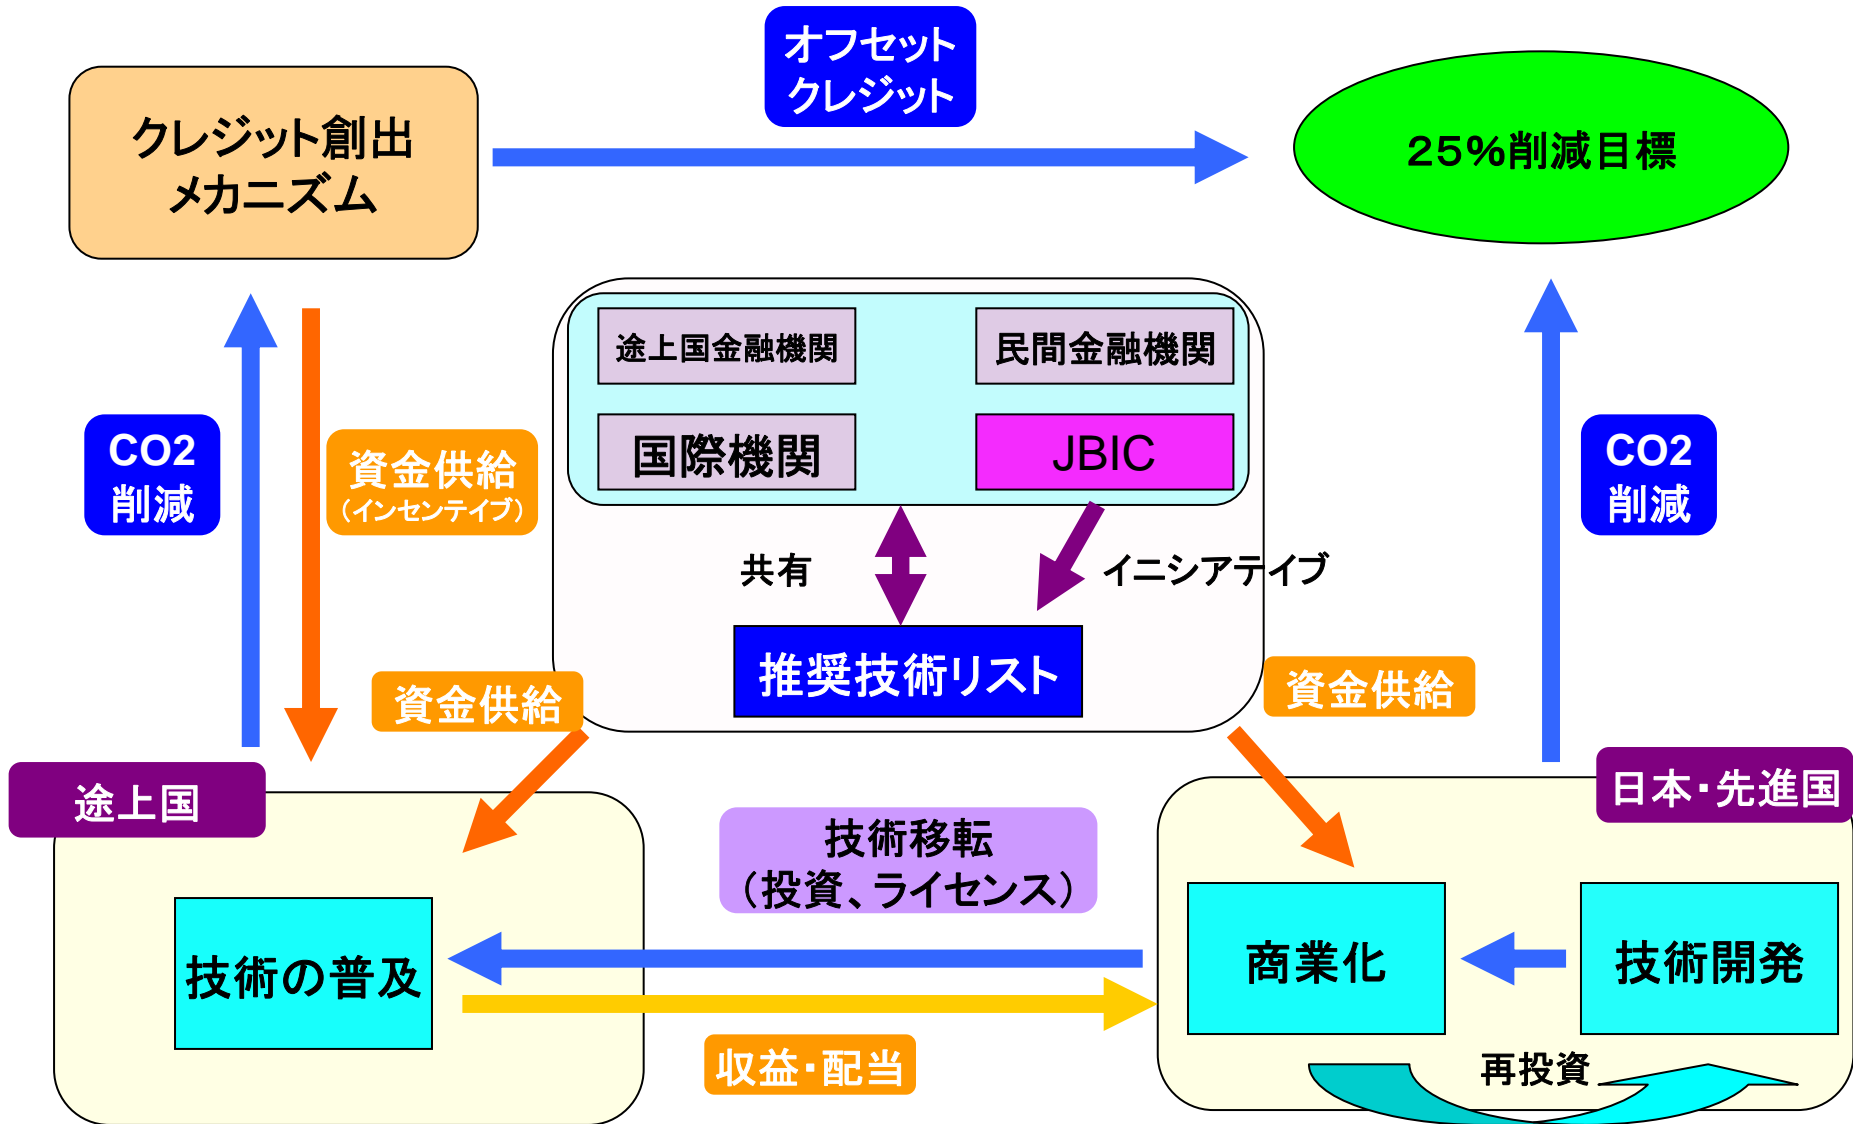 オフセット
クレジット
クレジット創出
メカニズム
25%削減目標
途上国金融機関
民間金融機関
国際機関
JBIC
CO2
削減
資金供給
（インセンテイブ）
CO2
削減
共有
イニシアテイブ
推奨技術リスト
資金供給
資金供給
途上国
日本・先進国
技術移転
（投資、ライセンス）
技術の普及
商業化
技術開発
収益・配当
再投資